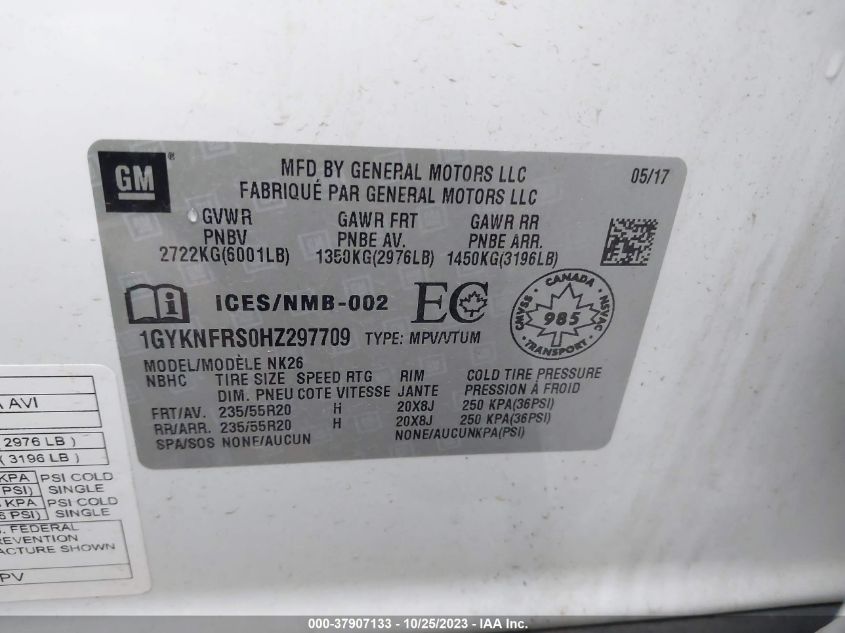 GM
MFD BY GENERAL MOTORS LLC 05/17
FABRIQUÉ PAR GENERAL MOTORS LLC
GVWR GAWR FRT GAWR RR
PNBV PNBE AV. PNBE ARR.
2722KG(6001LB) 1350KG(2976LB) 1450KG(3196LB)
ICES/NMB-002 EC
CANADA
CMVSS NSVAC
985
TRANSPORT
1GYKNFRS0HZ297709 TYPE: MPV/VTUM
MODEL/MODÈLE NK26
NBHC TIRE SIZE SPEED RTG RIM COLD TIRE PRESSURE
DIM. PNEU COTE VITESSE JANTE PRESSION À FROID
FRT/AV. 235/55R20 H 20X8J 250 KPA(36PSI)
RR/ARR. 235/55R20 H 20X8J 250 KPA(36PSI)
SPA/SOS NONE/AUCUN NONE/AUCUNKPA(PSI)
AVI
2976 LB )
( 3196 LB )
KPA PSI COLD
PSI) SINGLE
KPA PSI COLD
PSI) SINGLE
FEDERAL
REVENTION
ACTURE SHOWN
PV
000-37907133 - 10/25/2023 - IAA Inc.